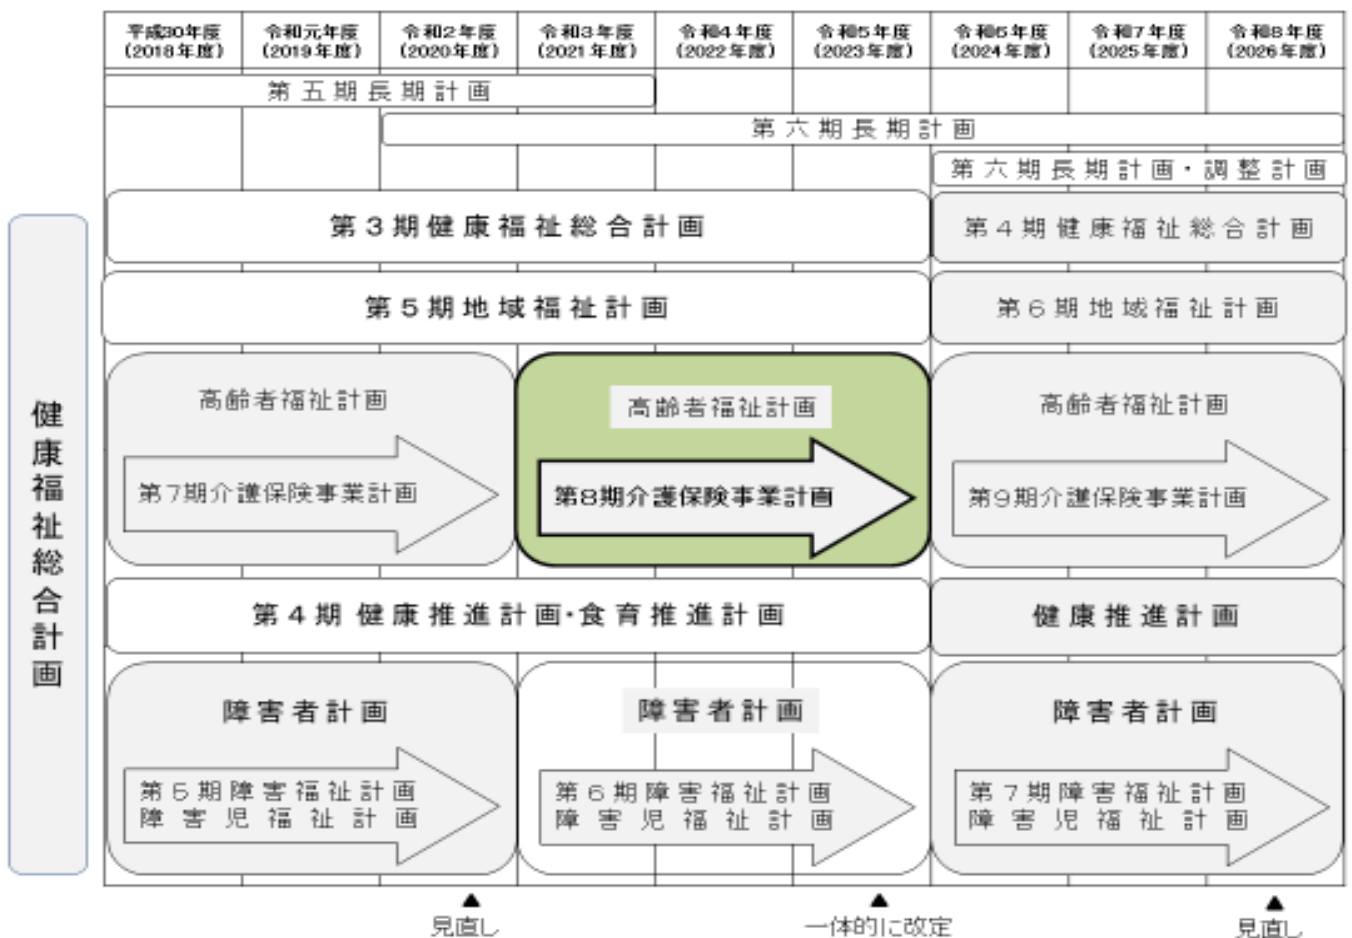 平成30年度
(2018年度)
令和元年度
(2019年度)
令和2年度
(2020年度)
令和3年度
(2021年度)
令和4年度
(2022年度)
令和5年度
(2023年度)
令和6年度
(2024年度)
令和7年度
(2025年度)
令和8年度
(2026年度)
第五期長期計画
第六期長期計画
第六期長期計画・調整計画
健康福祉総合計画
第3期健康福祉総合計画
第4期健康福祉総合計画
第5期地域福祉計画
第6期地域福祉計画
高齢者福祉計画
第7期介護保険事業計画
高齢者福祉計画
第8期介護保険事業計画
高齢者福祉計画
第9期介護保険事業計画
第4期 健康推進計画・食育推進計画
健康推進計画
障害者計画
第5期障害福祉計画
障害児福祉計画
障害者計画
第6期障害福祉計画
障害児福祉計画
障害者計画
第7期障害福祉計画
障害児福祉計画
▲
見直し
▲
一体的に改定
▲
見直し